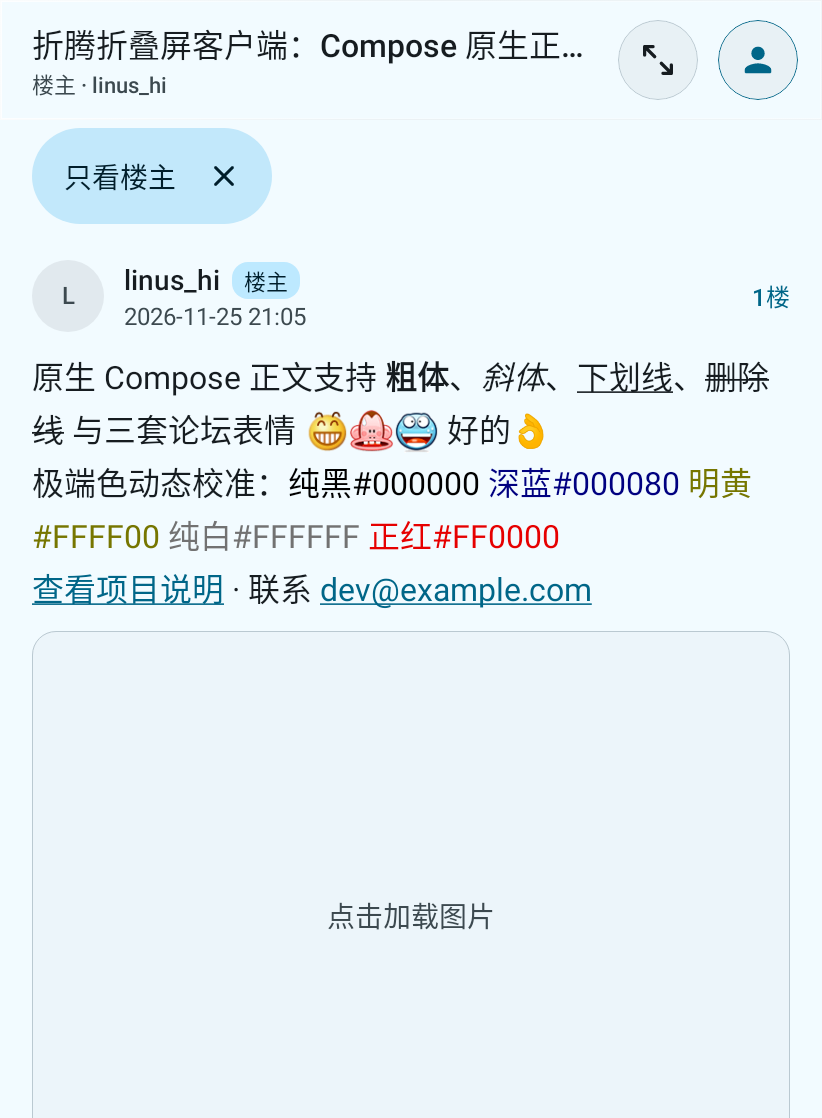 折腾折叠屏客户端：Compose 原生正…
楼主 · linus_hi
只看楼主
L
linus_hi 楼主
2026-11-25 21:05
1楼
原生 Compose 正文支持 粗体、斜体、下划线、删除
线 与三套论坛表情 好的👌
极端色动态校准：纯黑#000000 深蓝#000080 明黄
#FFFF00 纯白#FFFFFF 正红#FF0000
查看项目说明 · 联系 dev@example.com
点击加载图片